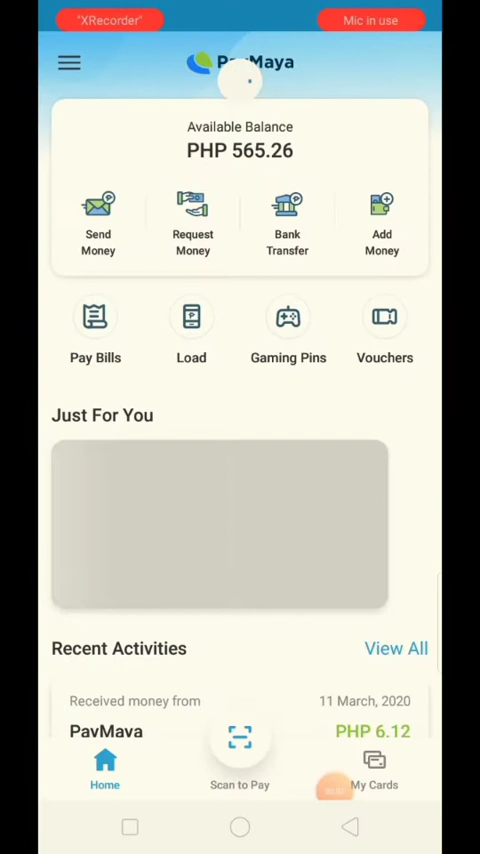 "XRecorder"
Mic in use
PayMaya
Available Balance
PHP 565.26
Send Money
Request Money
Bank Transfer
Add Money
Pay Bills
Load
Gaming Pins
Vouchers
Just For You
Recent Activities
View All
Received money from
11 March, 2020
PayMaya
PHP 6.12
Home
Scan to Pay
My Cards